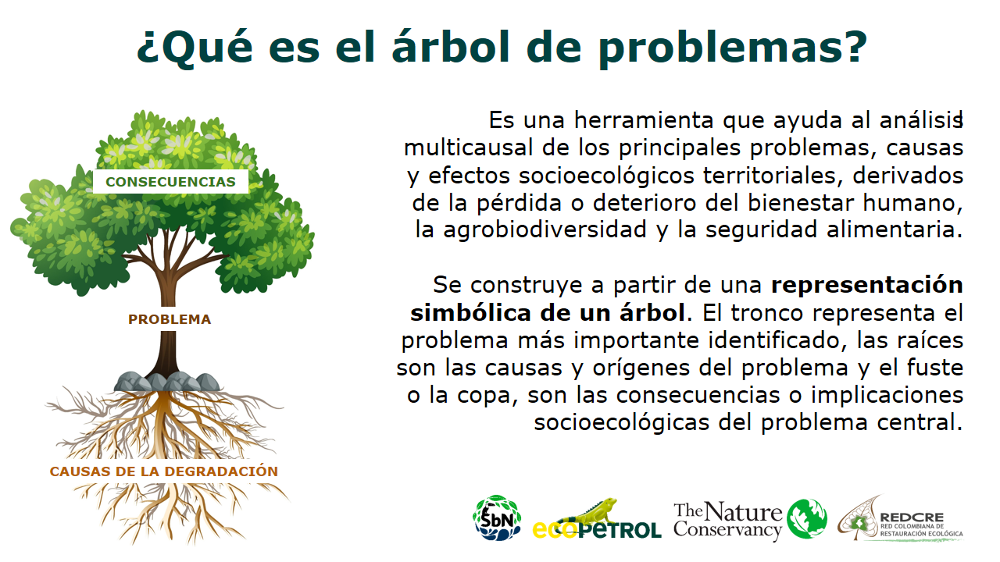 ¿Qué es el árbol de problemas?
CONSECUENCIAS
PROBLEMA
CAUSAS DE LA DEGRADACIÓN
Es una herramienta que ayuda al análisis
multicausal de los principales problemas, causas
y efectos socioecológicos territoriales, derivados
de la pérdida o deterioro del bienestar humano,
la agrobiodiversidad y la seguridad alimentaria.
Se construye a partir de una representación
simbólica de un árbol. El tronco representa el
problema más importante identificado, las raíces
son las causas y orígenes del problema y el fuste
o la copa, son las consecuencias o implicaciones
socioecológicas del problema central.
SbN
ecoPETROL
The Nature
Conservancy
REDCRE
RED COLOMBIANA DE
RESTAURACIÓN ECOLÓGICA